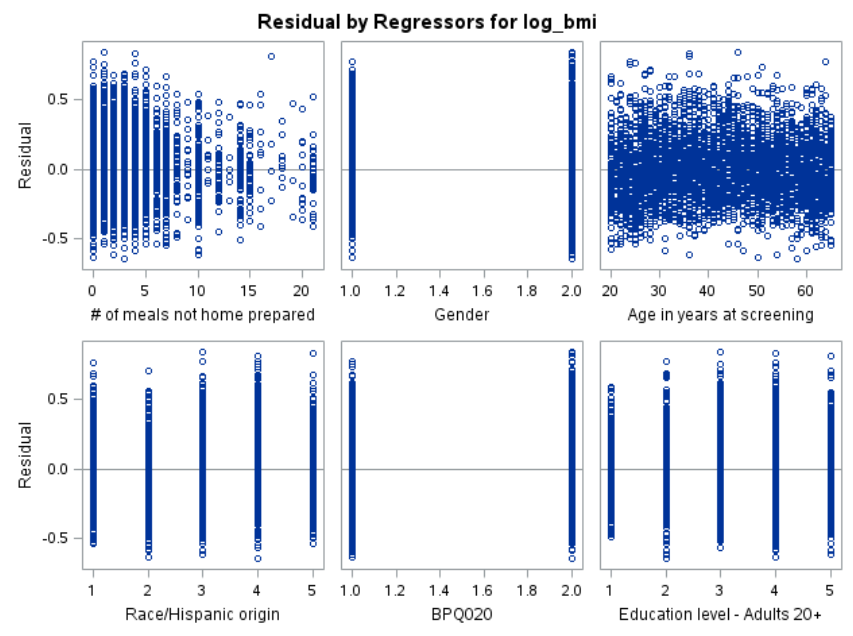 Residual by Regressors for log_bmi
Residual
0.5
0.0
-0.5
0 5 10 15 20
# of meals not home prepared
1.0 1.2 1.4 1.6 1.8 2.0
Gender
20 30 40 50 60
Age in years at screening
Residual
0.5
0.0
-0.5
1 2 3 4 5
Race/Hispanic origin
1.0 1.2 1.4 1.6 1.8 2.0
BPQ020
1 2 3 4 5
Education level - Adults 20+